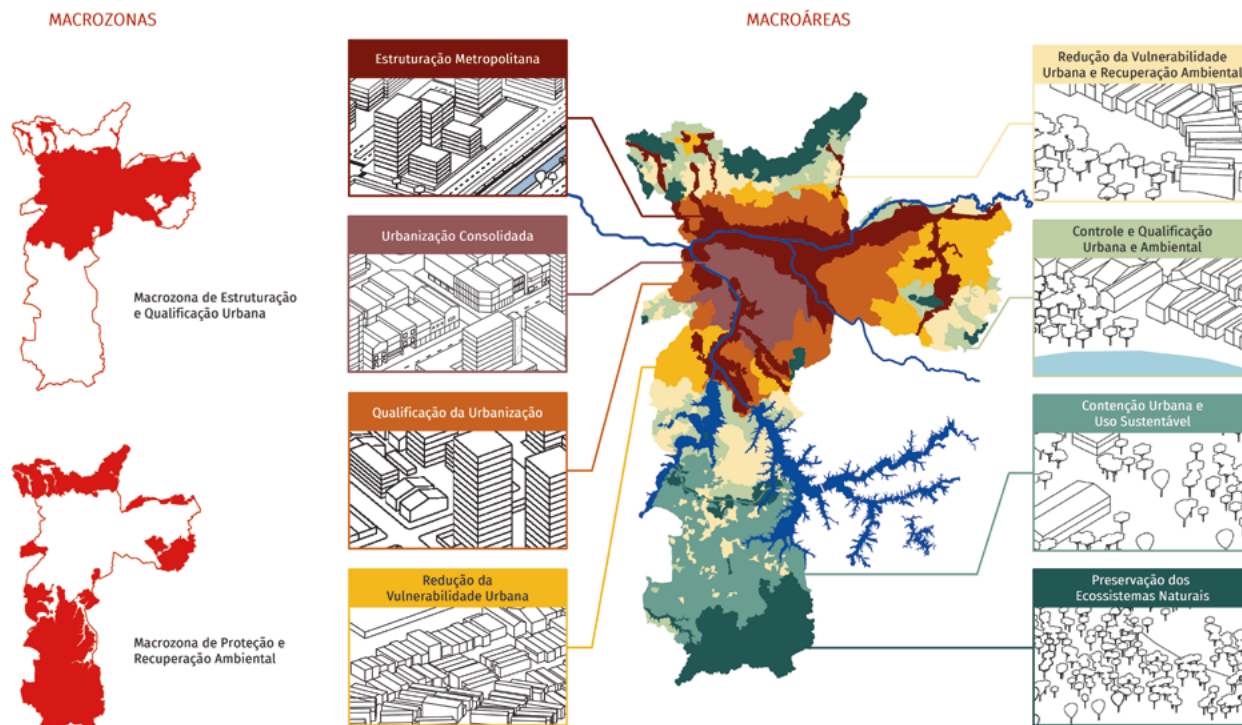 MACROZONAS
MACROÁREAS
Macrozona de Estruturação
e Qualificação Urbana
Macrozona de Proteção e
Recuperação Ambiental
Estruturação Metropolitana
Urbanização Consolidada
Qualificação da Urbanização
Redução da
Vulnerabilidade Urbana
Redução da Vulnerabilidade
Urbana e Recuperação Ambiental
Controle e Qualificação
Urbana e Ambiental
Contenção Urbana e
Uso Sustentável
Preservação dos
Ecossistemas Naturais